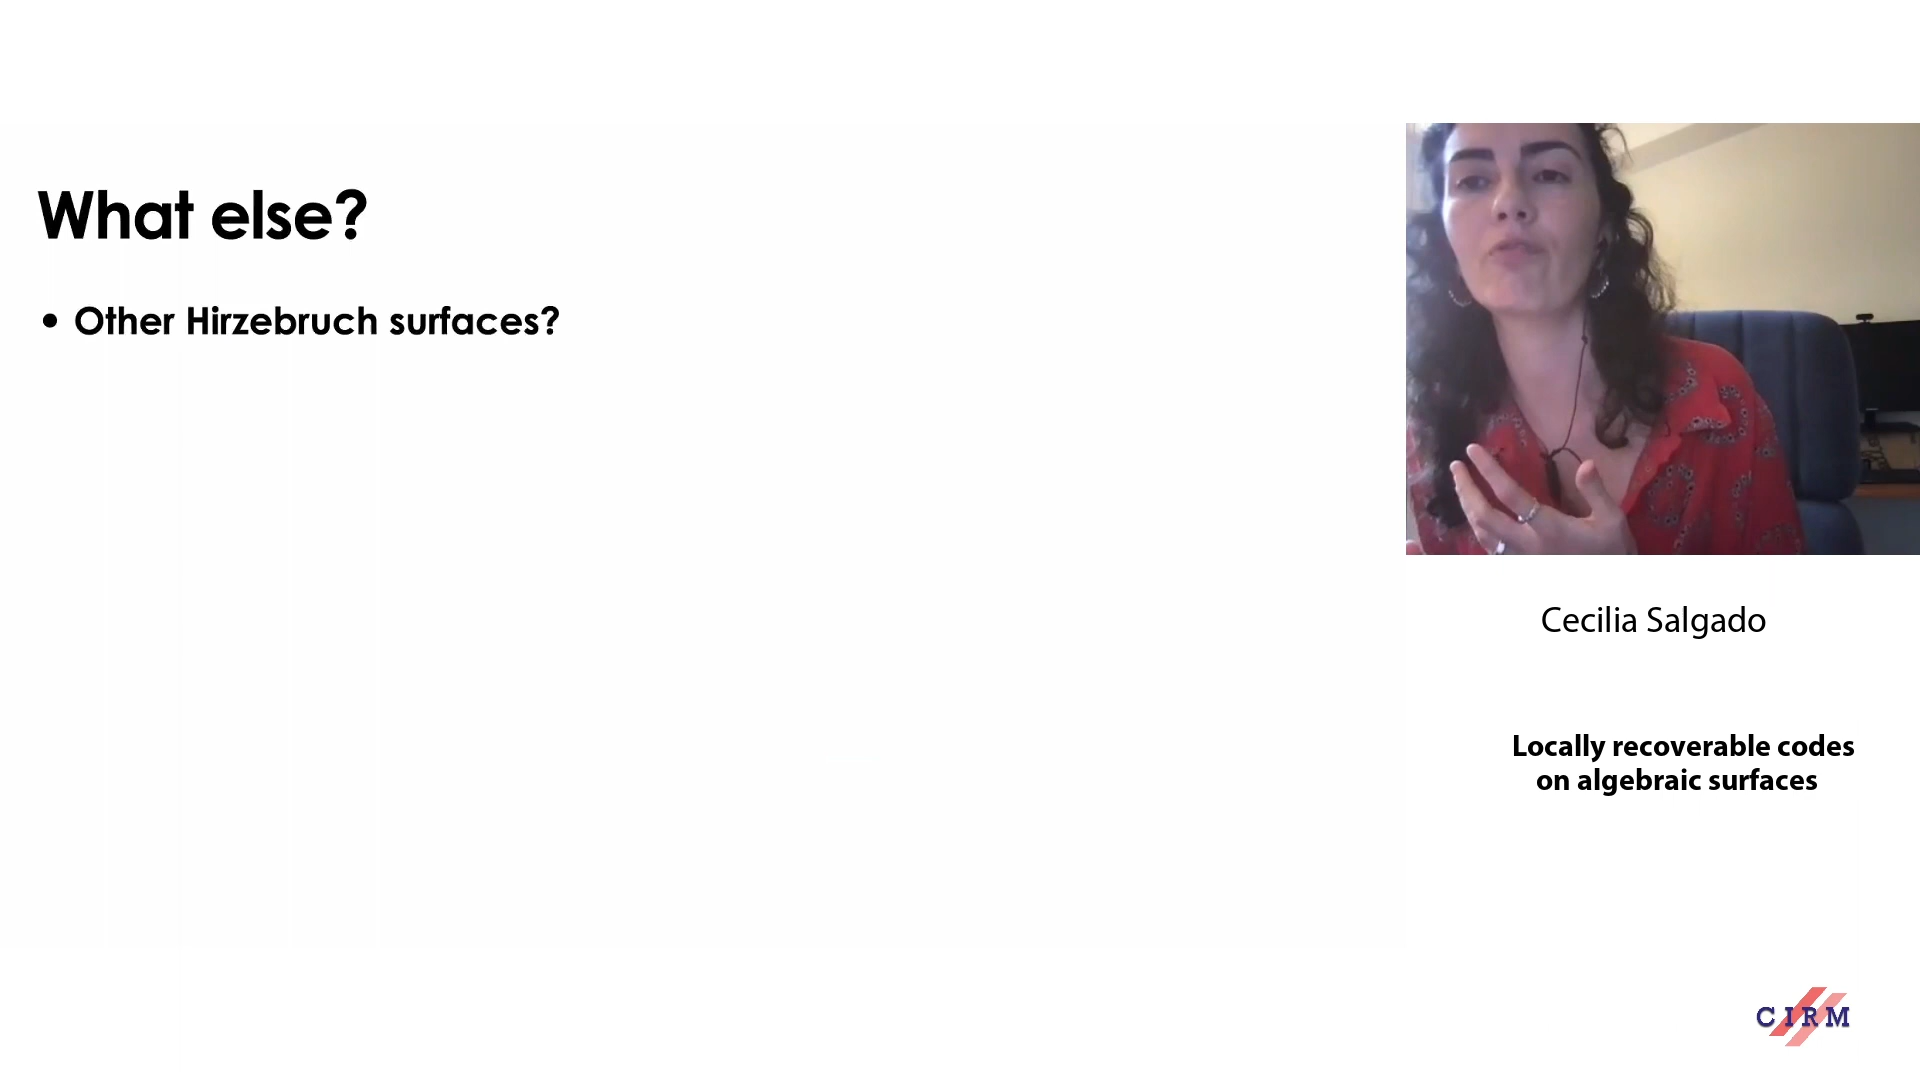 What else?
• Other Hirzebruch surfaces?
Cecilia Salgado
Locally recoverable codes
on algebraic surfaces
CIRM